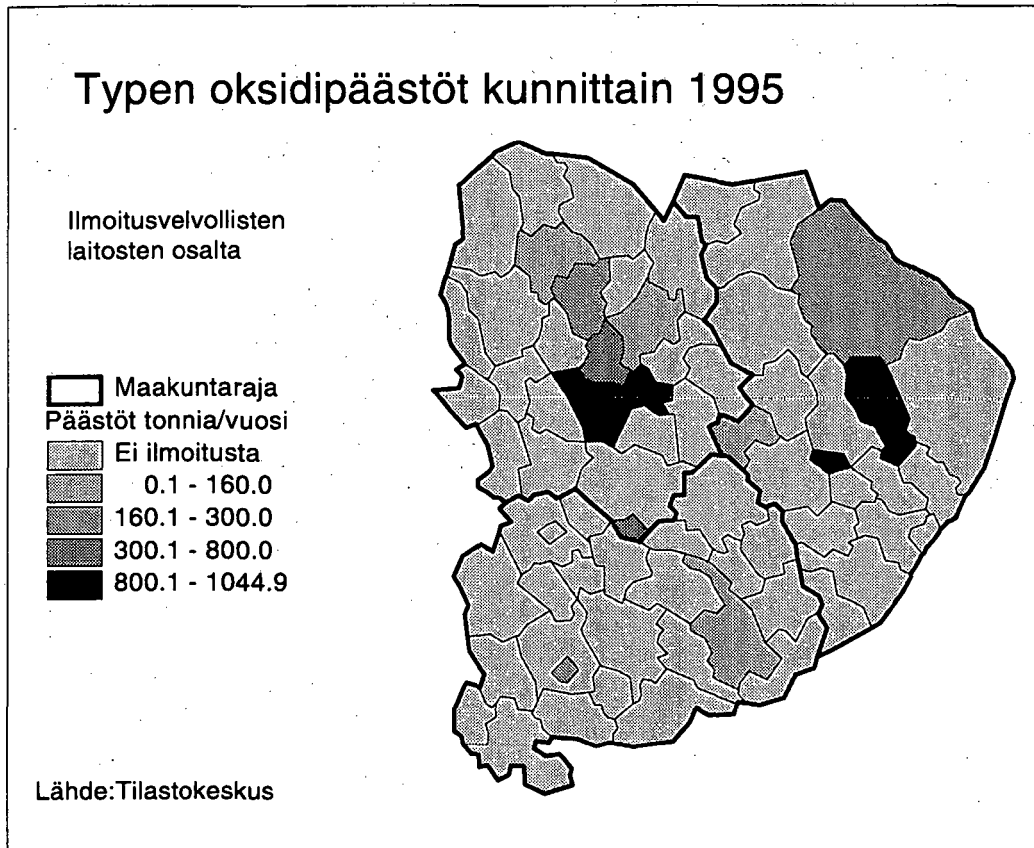 Typen oksidipäästöt kunnittain 1995
Ilmoitusvelvollisten
laitosten osalta
Maakuntaraja
Päästöt tonnia/vuosi
Ei ilmoitusta
0.1 - 160.0
160.1 - 300.0
300.1 - 800.0
800.1 - 1044.9
Lähde:Tilastokeskus